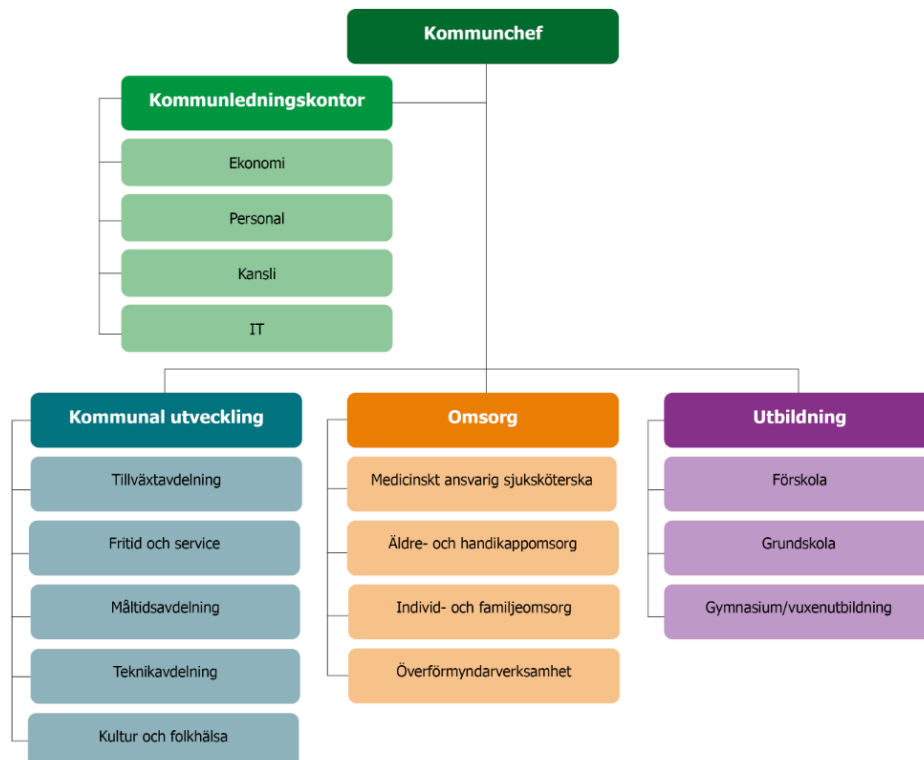 Kommunchef
Kommunledningskontor
Ekonomi
Personal
Kansli
IT
Kommunal utveckling
Tillväxtavdelning
Fritid och service
Måltidsavdelning
Teknikavdelning
Kultur och folkhälsa
Omsorg
Medicinskt ansvarig sjuksköterska
Äldre- och handikappomsorg
Individ- och familjeomsorg
Överförmyndarverksamhet
Utbildning
Förskola
Grundskola
Gymnasium/vuxenutbildning